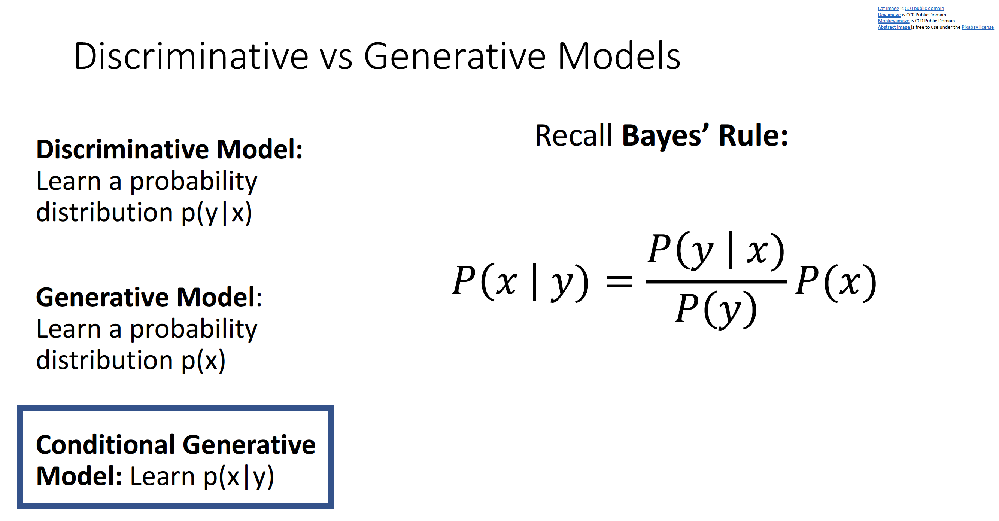 Cat image is CC0 public domain
Dog image is CC0 Public Domain
Monkey image is CC0 Public Domain
Abstract image is free to use under the Pixabay license
Discriminative vs Generative Models
Discriminative Model:
Learn a probability
distribution p(y|x)
Generative Model:
Learn a probability
distribution p(x)
Conditional Generative
Model: Learn p(x|y)
Recall Bayes’ Rule:
P(x | y) = \frac{P(y | x)}{P(y)} P(x)